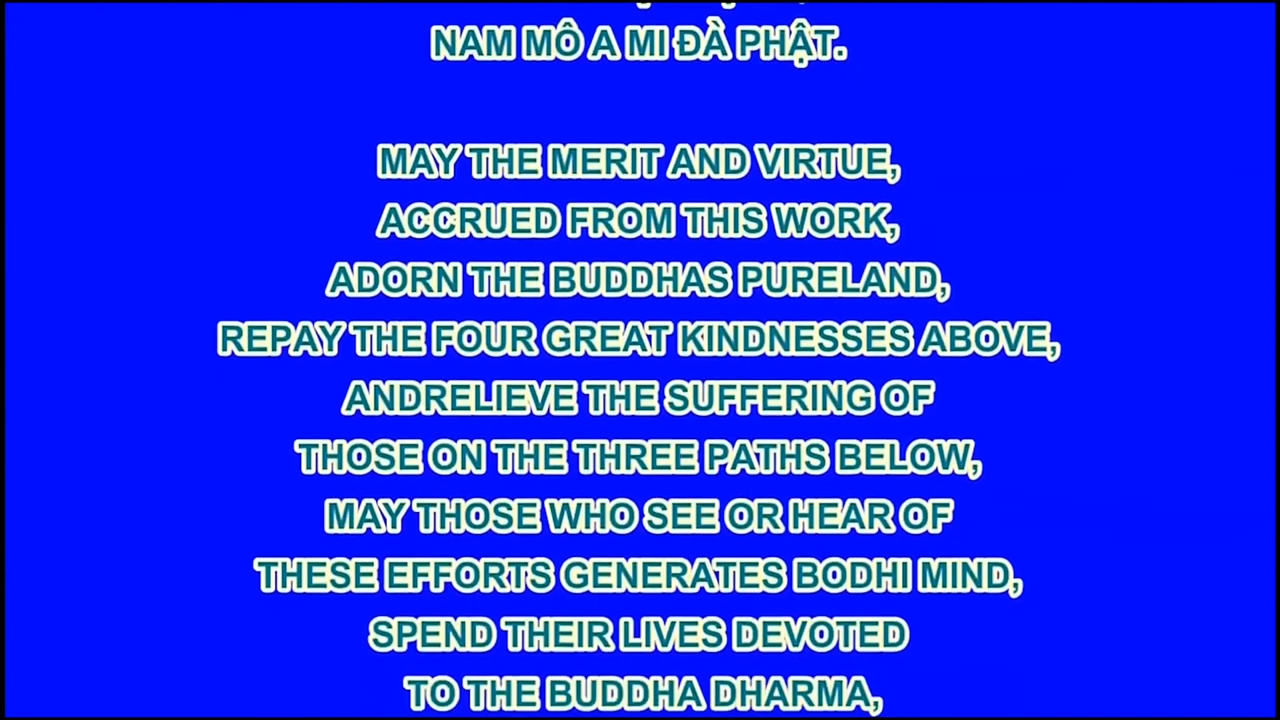 NAM MÔ A MI ĐÀ PHẬT.
MAY THE MERIT AND VIRTUE,
ACCRUED FROM THIS WORK,
ADORN THE BUDDHAS PURELAND,
REPAY THE FOUR GREAT KINDNESSES ABOVE,
ANDRELIEVE THE SUFFERING OF
THOSE ON THE THREE PATHS BELOW,
MAY THOSE WHO SEE OR HEAR OF
THESE EFFORTS GENERATES BODHI MIND,
SPEND THEIR LIVES DEVOTED
TO THE BUDDHA DHARMA,